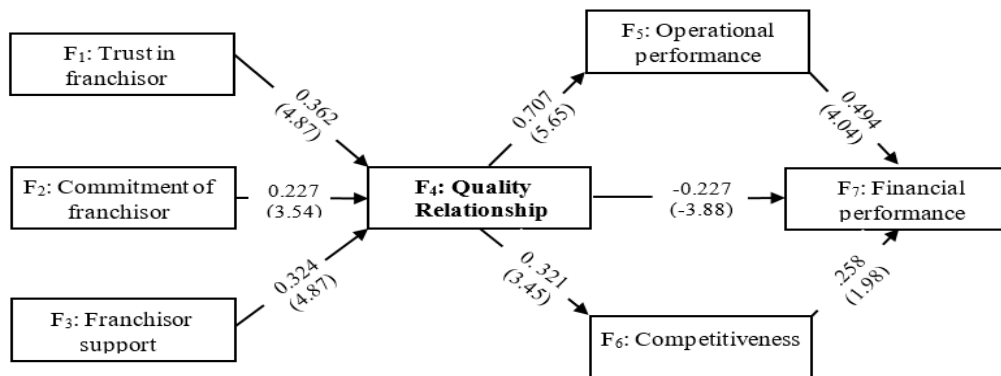 F₁: Trust in
franchisor
F₅: Operational
performance
0.362
(4.87)
0.707
(5.65)
0.494
(4.04)
F₂: Commitment of
franchisor
0.227
(3.54)
F₄: Quality
Relationship
-0.227
(-3.88)
F₇: Financial
performance
0.324
(4.87)
0. 321
(3.45)
.258
(1.98)
F₃: Franchisor
support
F₆: Competitiveness